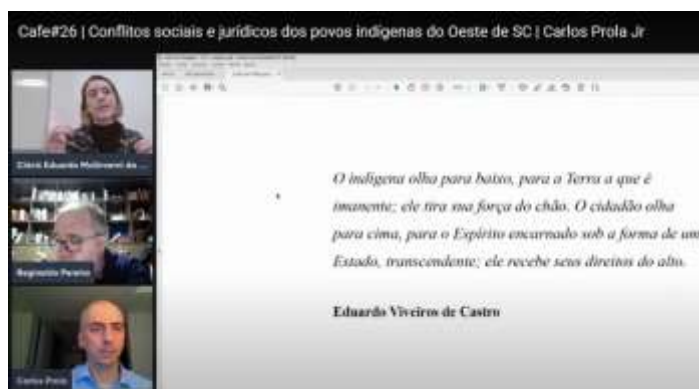 Cafe#26 | Conflitos sociais e jurídicos dos povos indígenas do Oeste de SC | Carlos Prola Jr
Eduardo
Reginaldo Pereira
Carlos Prola
O indígena olha para baixo, para a Terra a que é
imanente; ele tira sua força do chão. O cidadão olha
para cima, para o Espírito encarnado sob a forma de um
Estado, transcendente; ele recebe seus direitos do alto.
Eduardo Viveiros de Castro